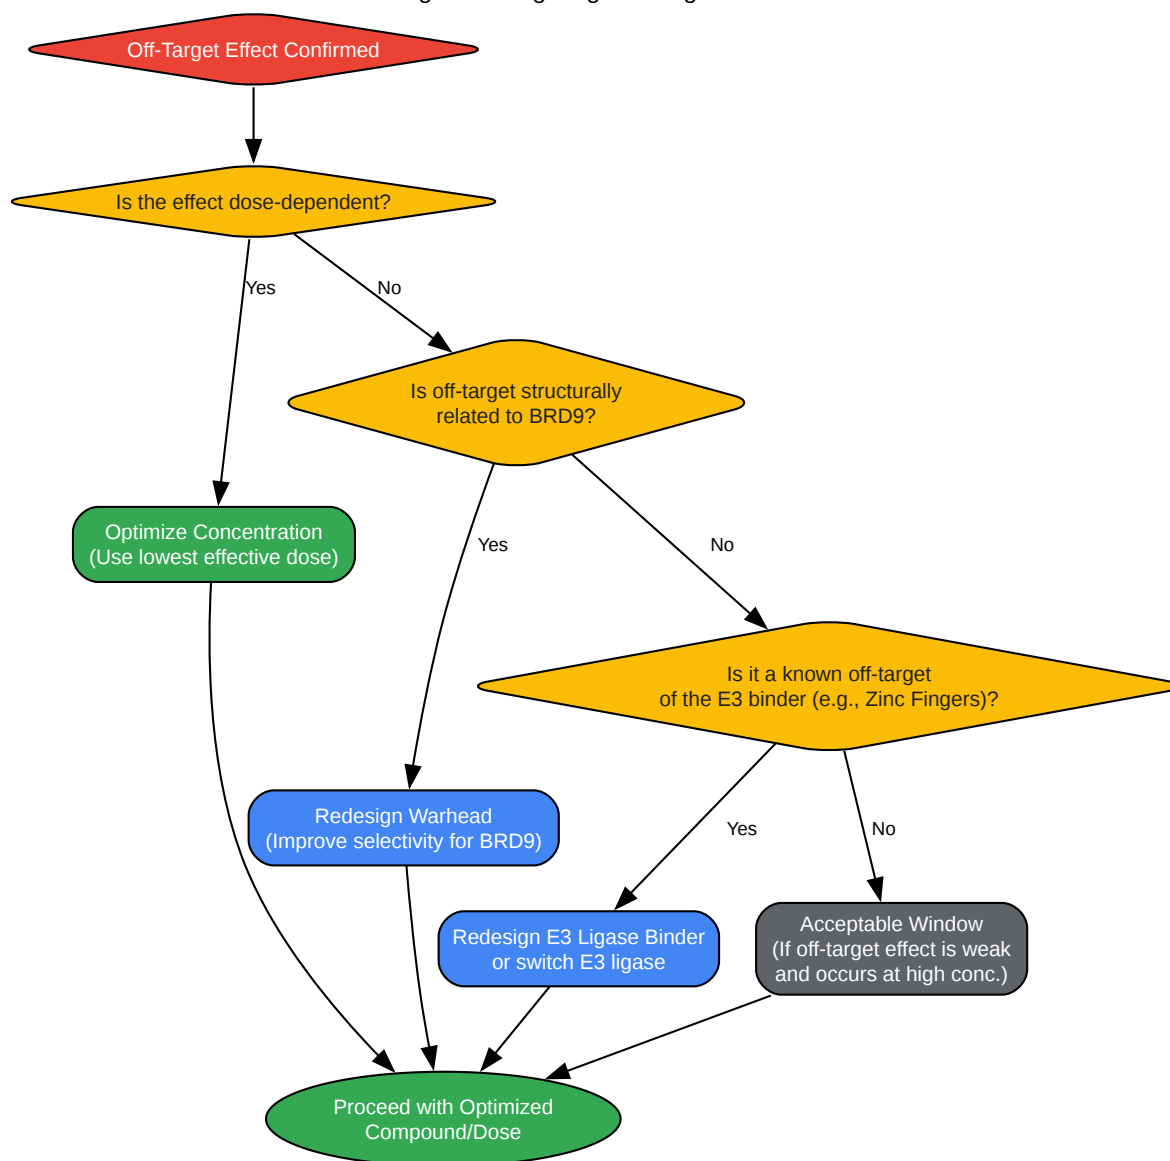 Off-Target Effect Confirmed
Is the effect dose-dependent?
Yes
No
Is off-target structurally
related to BRD9?
Optimize Concentration
(Use lowest effective dose)
Yes
No
Is it a known off-target
of the E3 binder (e.g., Zinc Fingers)?
Redesign Warhead
(Improve selectivity for BRD9)
Yes
No
Redesign E3 Ligase Binder
or switch E3 ligase
Acceptable Window
(If off-target effect is weak
and occurs at high conc.)
Proceed with Optimized
Compound/Dose